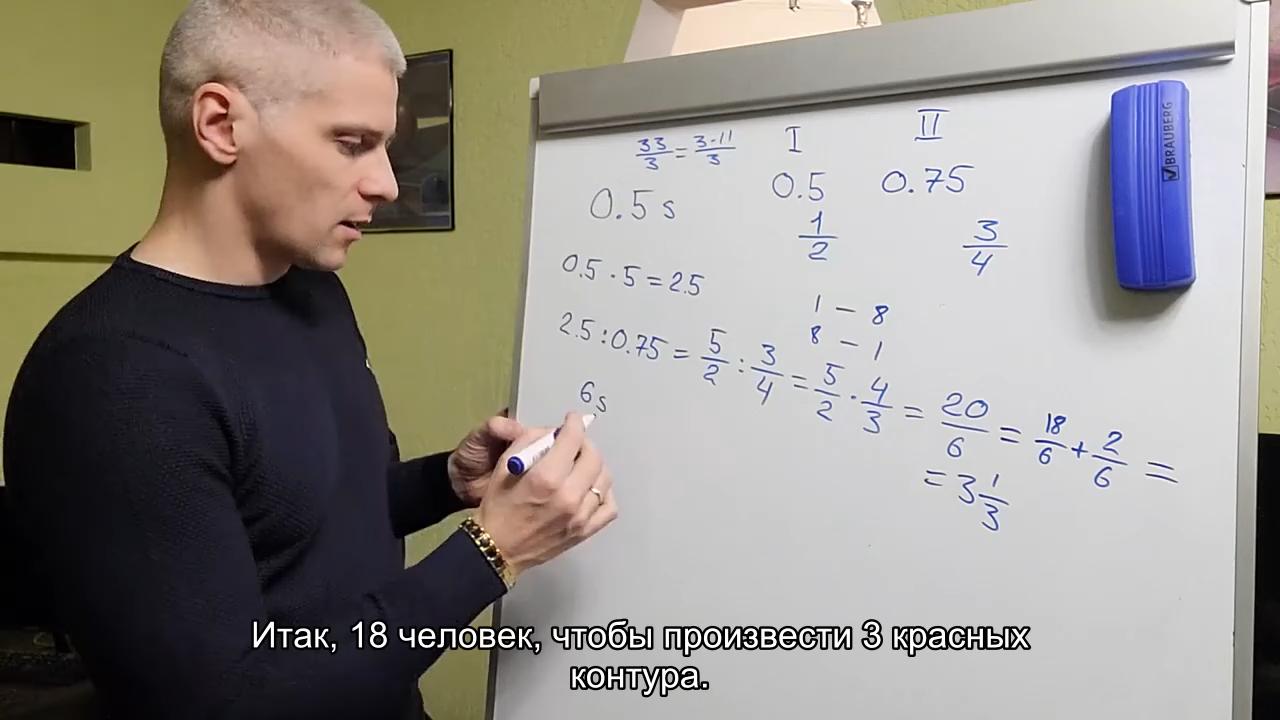 33/3 = 3·11/3
I
II
0.5 s
0.5
0.75
1/2
3/4
0.5 · 5 = 2.5
1 – 8
8 – 1
2.5 : 0.75 = 5/2 : 3/4 = 5/2 · 4/3 = 20/6 = 18/6 + 2/6 =
= 3 1/3
6s
BRAUBERG
Итак, 18 человек, чтобы произвести 3 красных
контура.